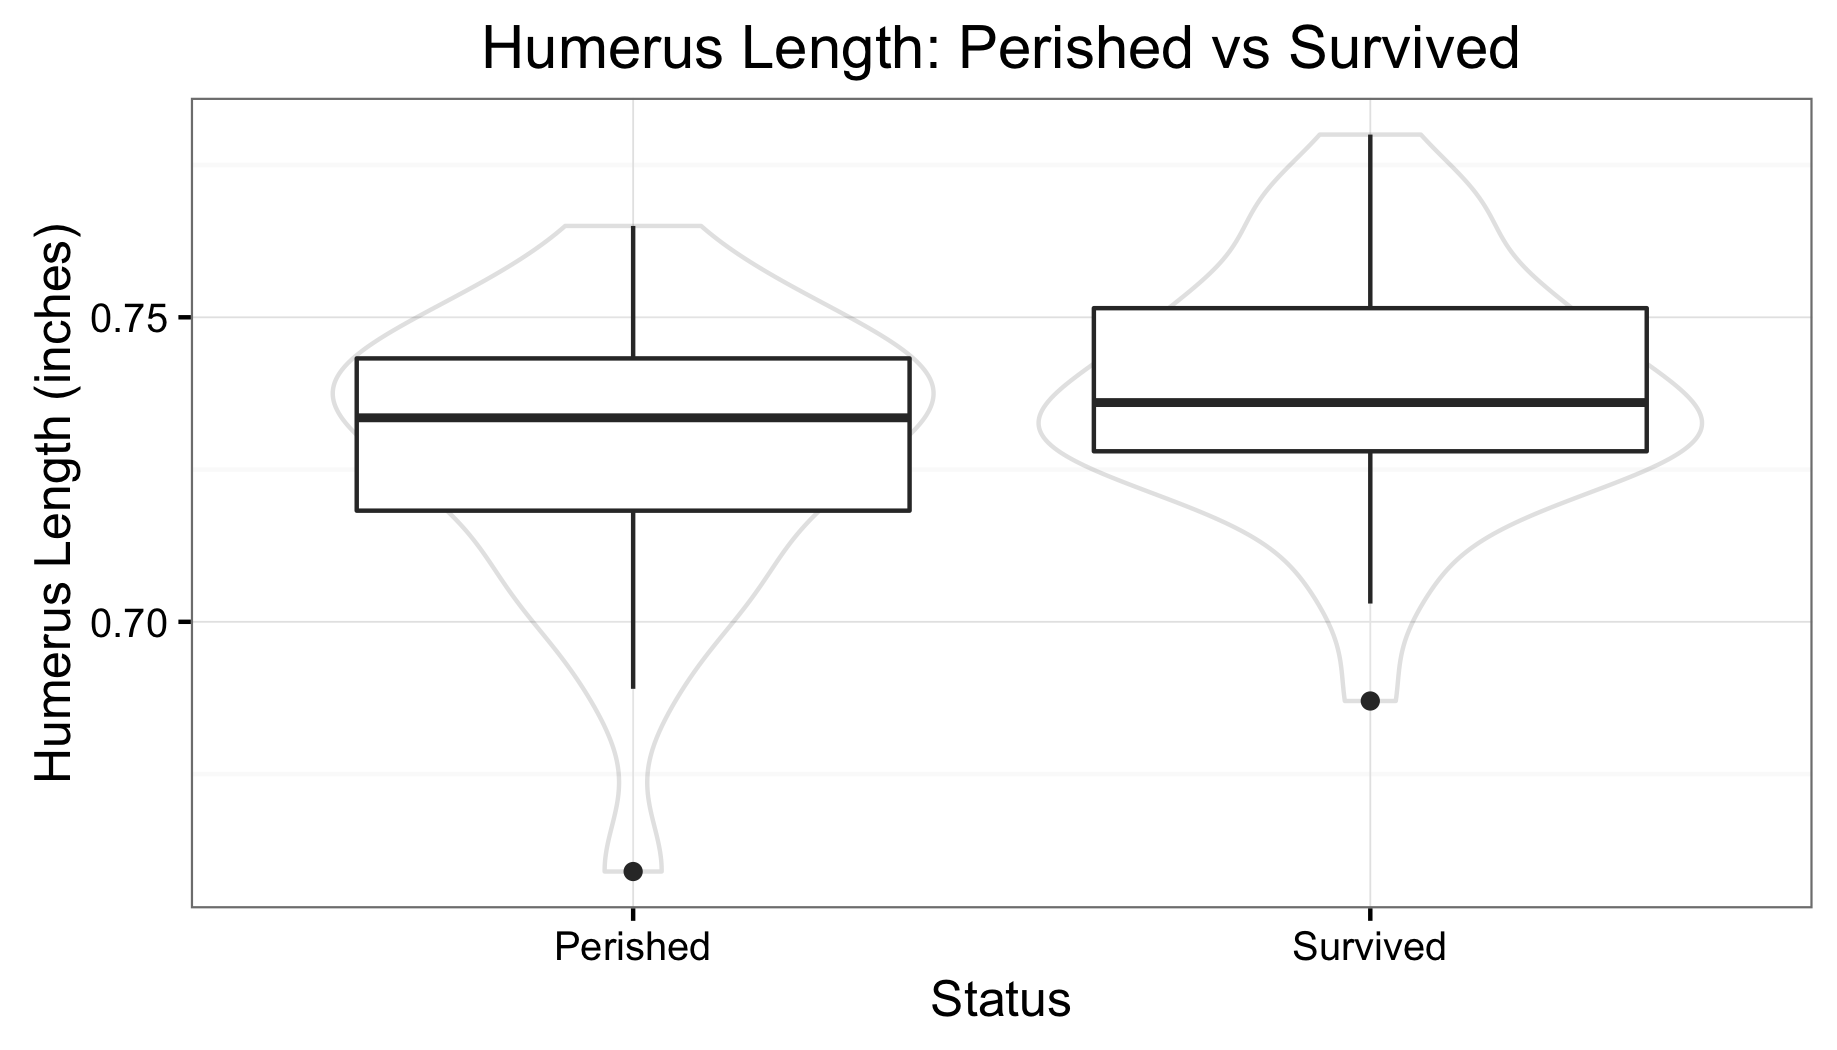 Humerus Length: Perished vs Survived
Humerus Length (inches)
0.75
0.70
Perished
Survived
Status